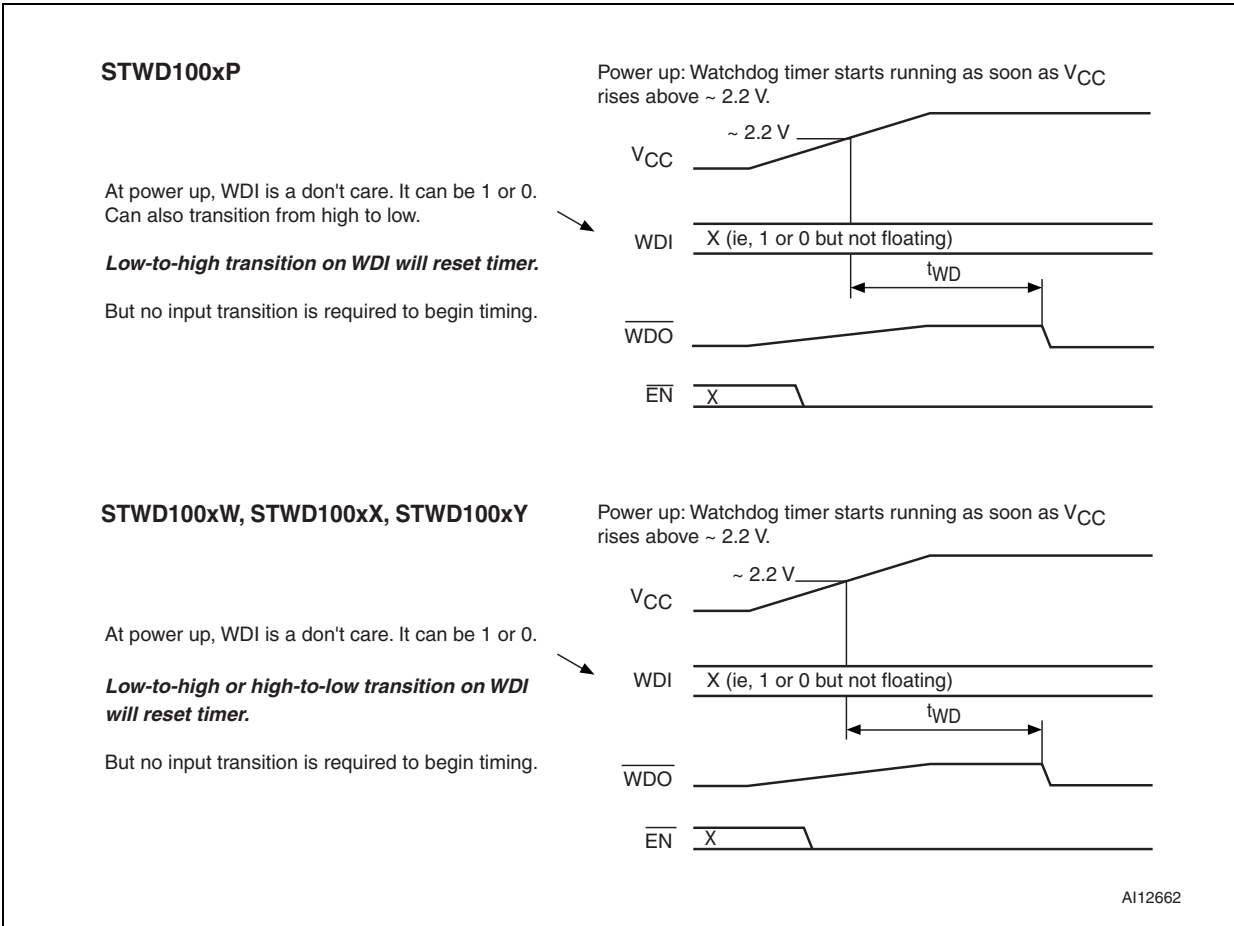 STWD100xP
Power up: Watchdog timer starts running as soon as VCC
rises above ~ 2.2 V.
~ 2.2 V
VCC
At power up, WDI is a don't care. It can be 1 or 0.
Can also transition from high to low.
WDI
X (ie, 1 or 0 but not floating)
Low-to-high transition on WDI will reset timer.
tWD
But no input transition is required to begin timing.
WDO
EN
X
STWD100xW, STWD100xX, STWD100xY
Power up: Watchdog timer starts running as soon as VCC
rises above ~ 2.2 V.
~ 2.2 V
VCC
At power up, WDI is a don't care. It can be 1 or 0.
WDI
X (ie, 1 or 0 but not floating)
Low-to-high or high-to-low transition on WDI
will reset timer.
tWD
But no input transition is required to begin timing.
WDO
EN
X
AI12662